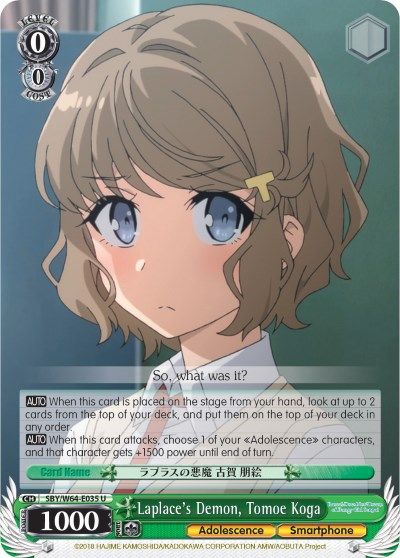 LEVEL
0
0
COST
So, what was it?
AUTO When this card is placed on the stage from your hand, look at up to 2
cards from the top of your deck, and put them on the top of your deck in
any order.
AUTO When this card attacks, choose 1 of your «Adolescence» characters,
and that character gets +1500 power until end of turn.
Card Name
ラプラスの悪魔 古賀 朋絵
CH SBY/W64-E035 U
Laplace's Demon, Tomoe Koga
POWER
1000
Adolescence
Smartphone
©2018 HAJIME KAMOSHIDA/KADOKAWA CORPORATION AMW/AOBUTA Project